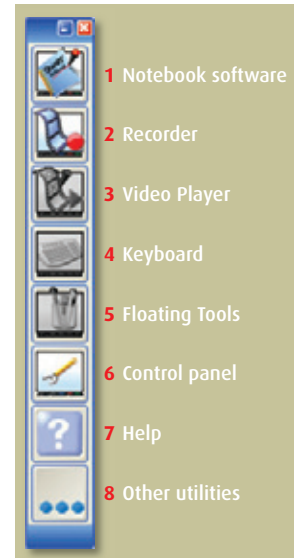 1 Notebook software
2 Recorder
3 Video Player
4 Keyboard
5 Floating Tools
6 Control panel
? 7 Help
8 Other utilities